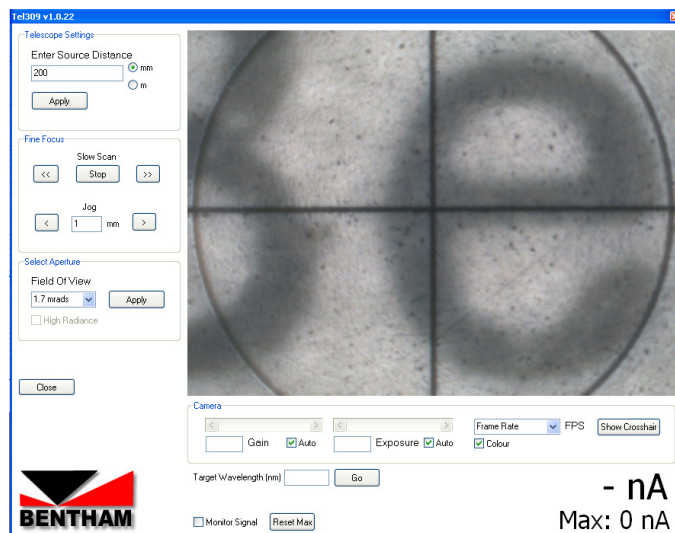 Tel309 v1.0.22
Telescope Settings
Enter Source Distance
200
mm
m
Apply
Fine Focus
Slow Scan
<<
Stop
>>
Jog
<
1
mm
>
Select Aperture
Field Of View
1.7 mrads
Apply
High Radiance
Close
e
Camera
Gain
Auto
Exposure
Auto
Frame Rate
FPS
Colour
Show Crosshair
Target Wavelength (nm)
Go
- nA
Monitor Signal
Reset Max
Max: 0 nA
BENTHAM